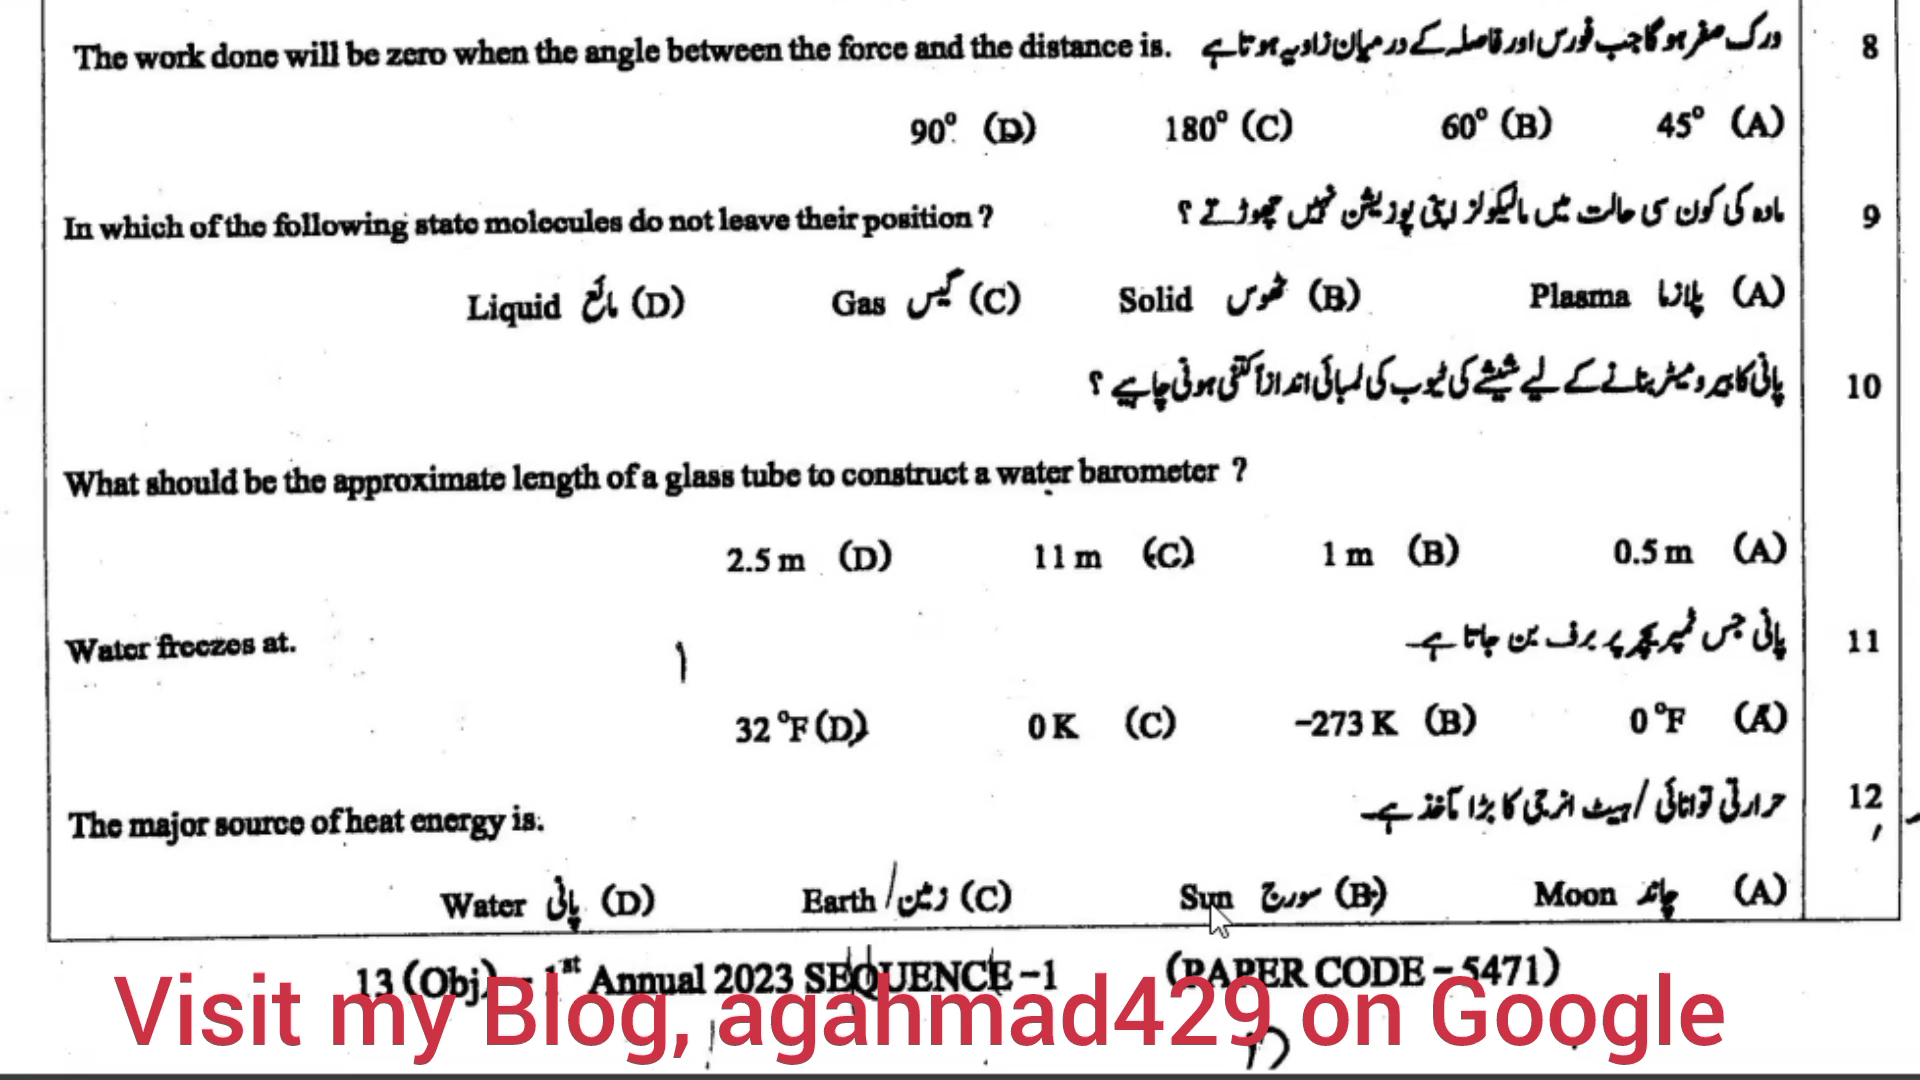 The work done will be zero when the angle between the force and the distance is. ورک صفر ہو گا جب فورس اور فاصلہ کے درمیان زاویہ ہوتا ہے 8
90° (D) 180° (C) 60° (B) 45° (A)
In which of the following state molecules do not leave their position ? مادہ کی کون سی حالت میں مالیکیولز اپنی پوزیشن نہیں چھوڑتے ؟ 9
Liquid مائع (D) Gas گیس (C) Solid ٹھوس (B) Plasma پلازما (A)
پانی کا بیرومیٹر بنانے کے لیے شیشے کی ٹیوب کی لمبائی اندازاً کتنی ہونی چاہیے ؟ 10
What should be the approximate length of a glass tube to construct a water barometer ?
2.5 m (D) 11 m (C) 1 m (B) 0.5 m (A)
Water freezes at. پانی جس ٹمپریچر پر برف بن جاتا ہے۔ 11
32 °F (D) 0 K (C) -273 K (B) 0 °F (A)
The major source of heat energy is. حرارتی توانائی / ہیٹ انرجی کا بڑا مآخذ ہے۔ 12
Water پانی (D) Earth / زمین (C) Sun سورج (B) Moon چاند (A)
13 (Obj) - 1st Annual 2023 SEQUENCE -1 (PAPER CODE - 5471)
Visit my Blog, agahmad429 on Google